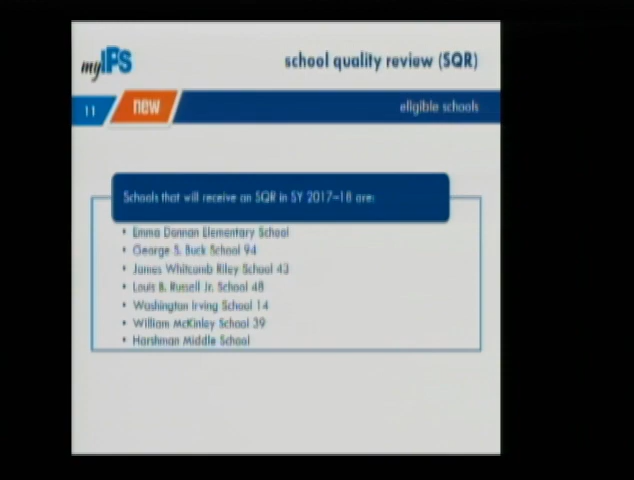 myIPS
school quality review (SQR)
11
new
eligible schools
Schools that will receive an SQR in SY 2017–18 are:
• Emma Donnan Elementary School
• George S. Buck School 94
• James Whitcomb Riley School 43
• Louis B. Russell Jr. School 48
• Washington Irving School 14
• William McKinley School 39
• Harshman Middle School